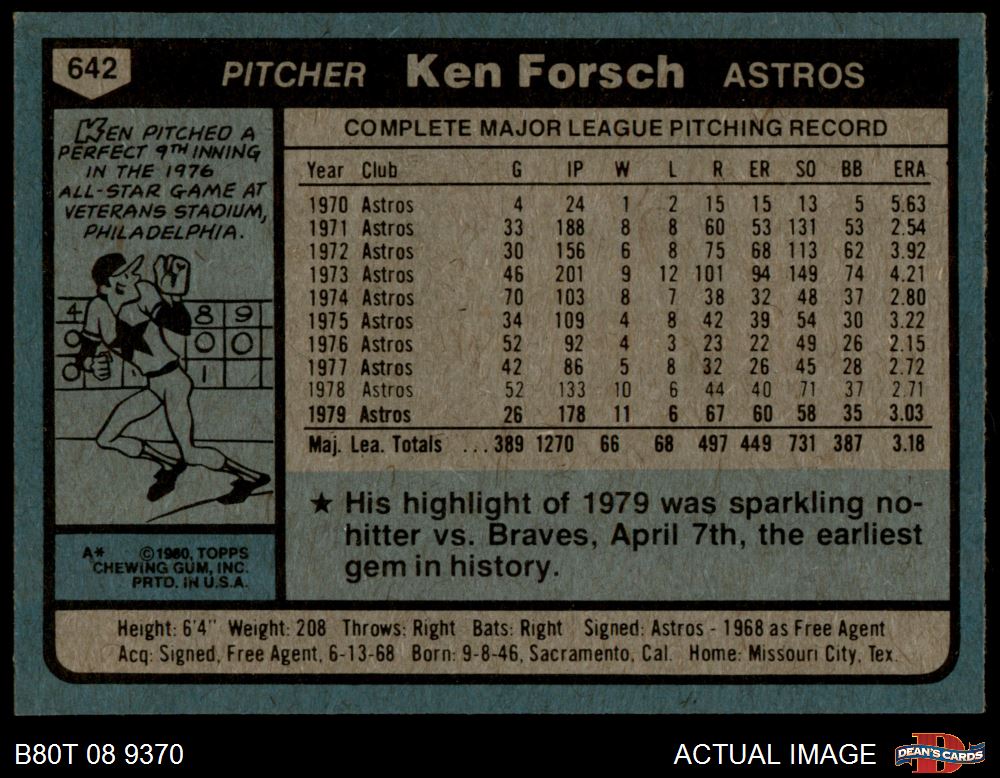 642
PITCHER Ken Forsch ASTROS
KEN PITCHED A
PERFECT 9TH INNING
IN THE 1976
ALL-STAR GAME AT
VETERANS STADIUM,
PHILADELPHIA.
4 8 9
0 0 0
0 1
A* ©1980, TOPPS
CHEWING GUM, INC.
PRTD. IN U.S.A.
COMPLETE MAJOR LEAGUE PITCHING RECORD
Year Club G IP W L R ER SO BB ERA
1970 Astros 4 24 1 2 15 15 13 5 5.63
1971 Astros 33 188 8 8 60 53 131 53 2.54
1972 Astros 30 156 6 8 75 68 113 62 3.92
1973 Astros 46 201 9 12 101 94 149 74 4.21
1974 Astros 70 103 8 7 38 32 48 37 2.80
1975 Astros 34 109 4 8 42 39 54 30 3.22
1976 Astros 52 92 4 3 23 22 49 26 2.15
1977 Astros 42 86 5 8 32 26 45 28 2.72
1978 Astros 52 133 10 6 44 40 71 37 2.71
1979 Astros 26 178 11 6 67 60 58 35 3.03
Maj. Lea. Totals ...389 1270 66 68 497 449 731 387 3.18
★ His highlight of 1979 was sparkling no-
hitter vs. Braves, April 7th, the earliest
gem in history.
Height: 6'4" Weight: 208 Throws: Right Bats: Right Signed: Astros - 1968 as Free Agent
Acq: Signed, Free Agent, 6-13-68 Born: 9-8-46, Sacramento, Cal. Home: Missouri City, Tex.
B80T 08 9370
ACTUAL IMAGE
DEAN'S CARDS